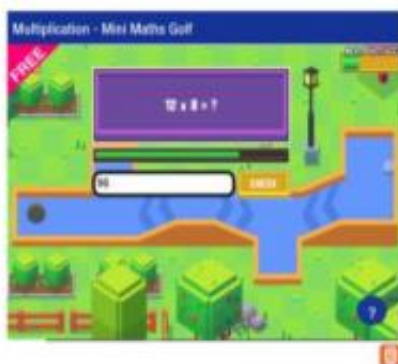 Multiplication - Mini Maths Golf
FREE
12 x 8 = ?
96
?